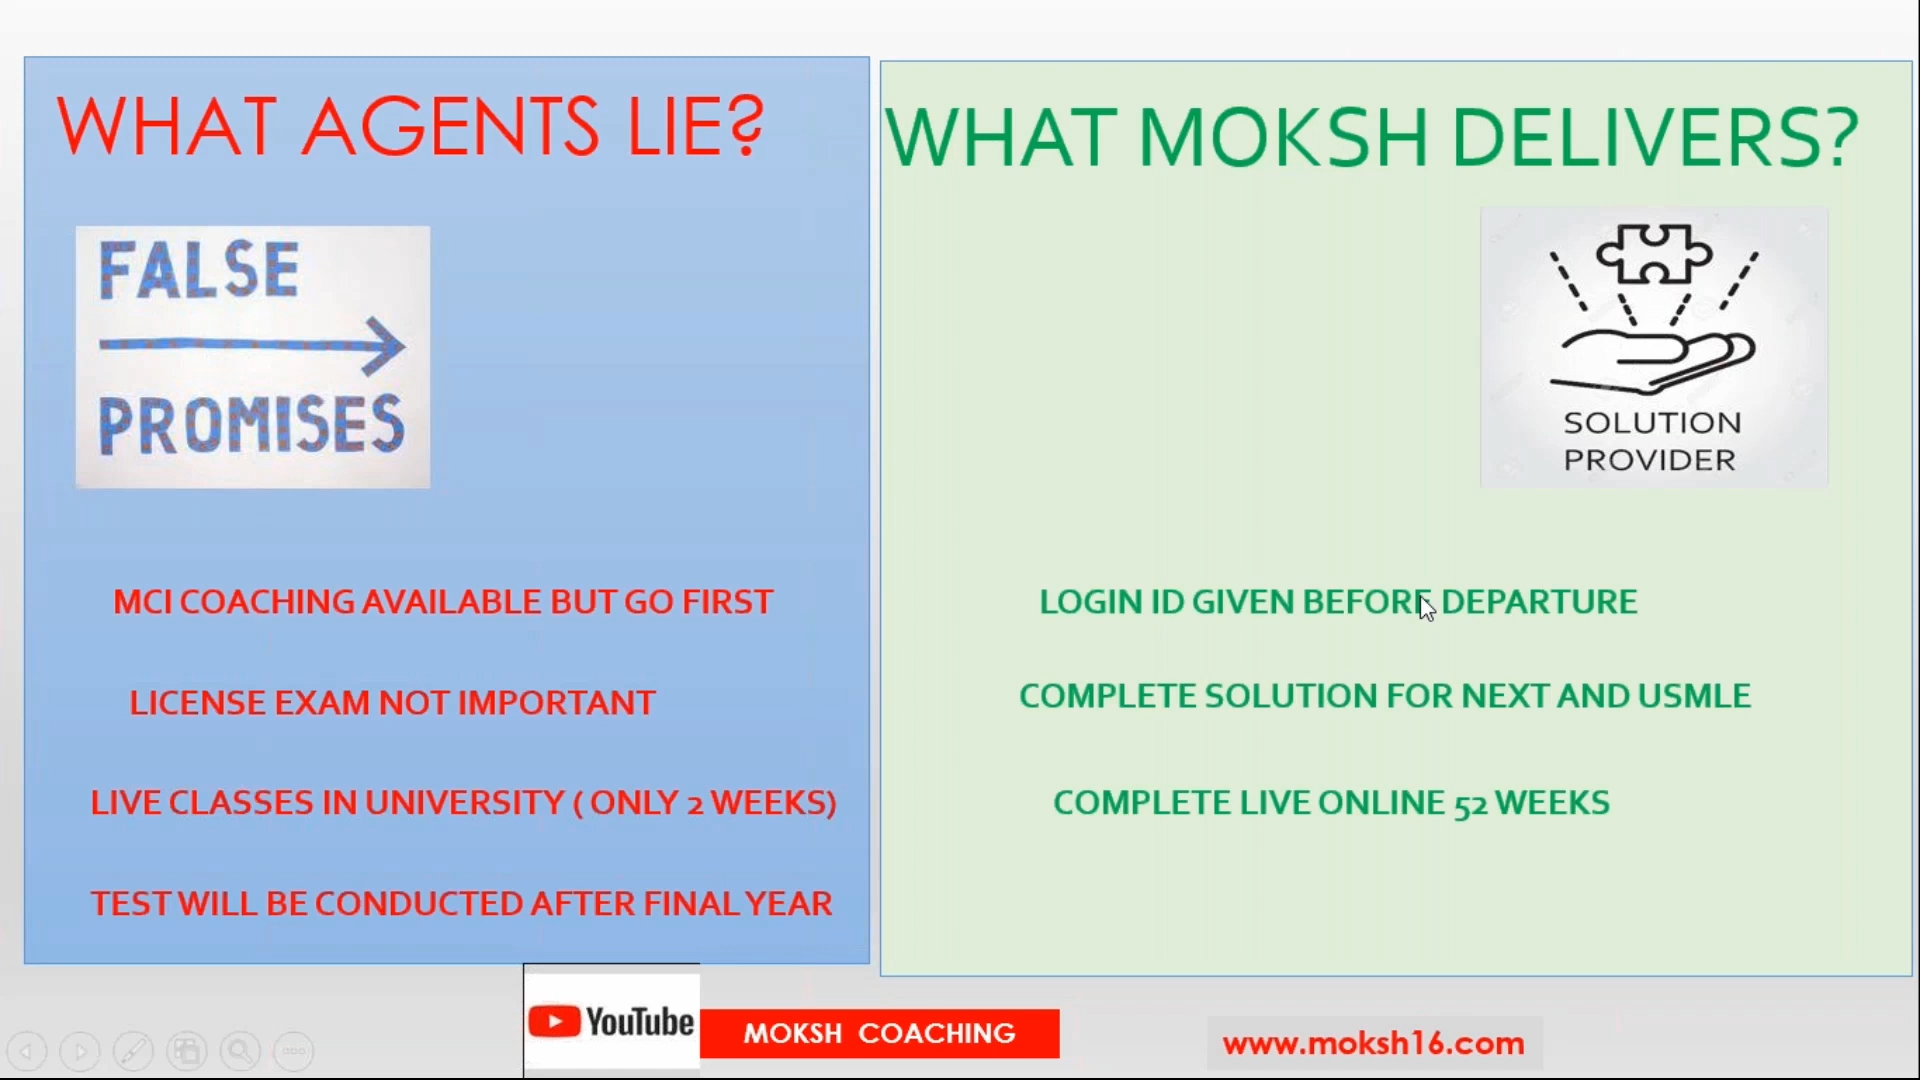 WHAT AGENTS LIE?
FALSE
PROMISES
MCI COACHING AVAILABLE BUT GO FIRST
LICENSE EXAM NOT IMPORTANT
LIVE CLASSES IN UNIVERSITY ( ONLY 2 WEEKS)
TEST WILL BE CONDUCTED AFTER FINAL YEAR
WHAT MOKSH DELIVERS?
SOLUTION
PROVIDER
LOGIN ID GIVEN BEFORE DEPARTURE
COMPLETE SOLUTION FOR NEXT AND USMLE
COMPLETE LIVE ONLINE 52 WEEKS
YouTube
MOKSH COACHING
www.moksh16.com